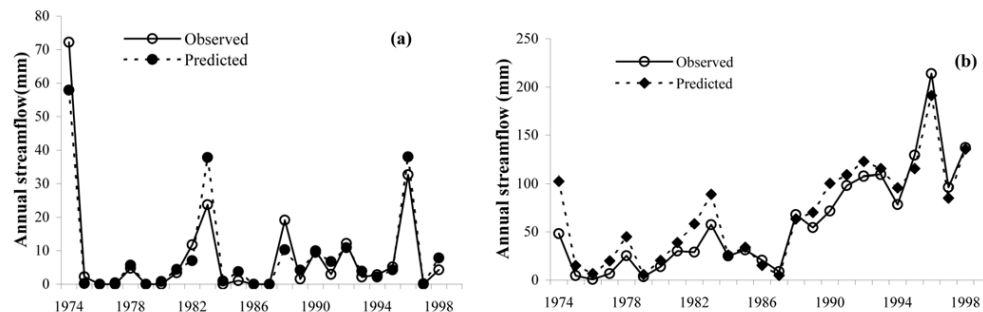 80
70
60
50
40
30
20
10
0
Annual streamflow(mm)
Observed
Predicted
(a)
1974 1978 1982 1986 1990 1994 1998
250
200
150
100
50
0
Annual streamflow (mm)
Observed
Predicted
(b)
1974 1978 1982 1986 1990 1994 1998